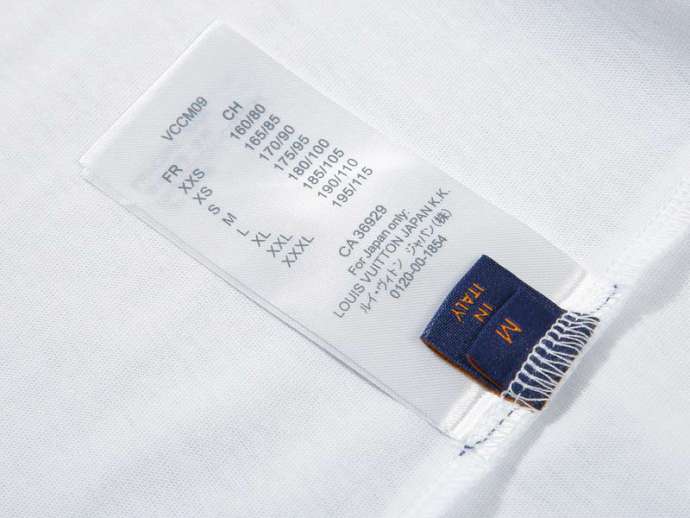 VCCM09
FR CH
XXS 160/80
XS 165/85
S 170/90
M 175/95
L 180/100
XL 185/105
XXL 190/110
XXXL 195/115
CA 36929
For Japan only:
LOUIS VUITTON JAPAN K.K.
ルイ・ヴィトン ジャパン(株)
0120-00-1854
IN
ITALY
M